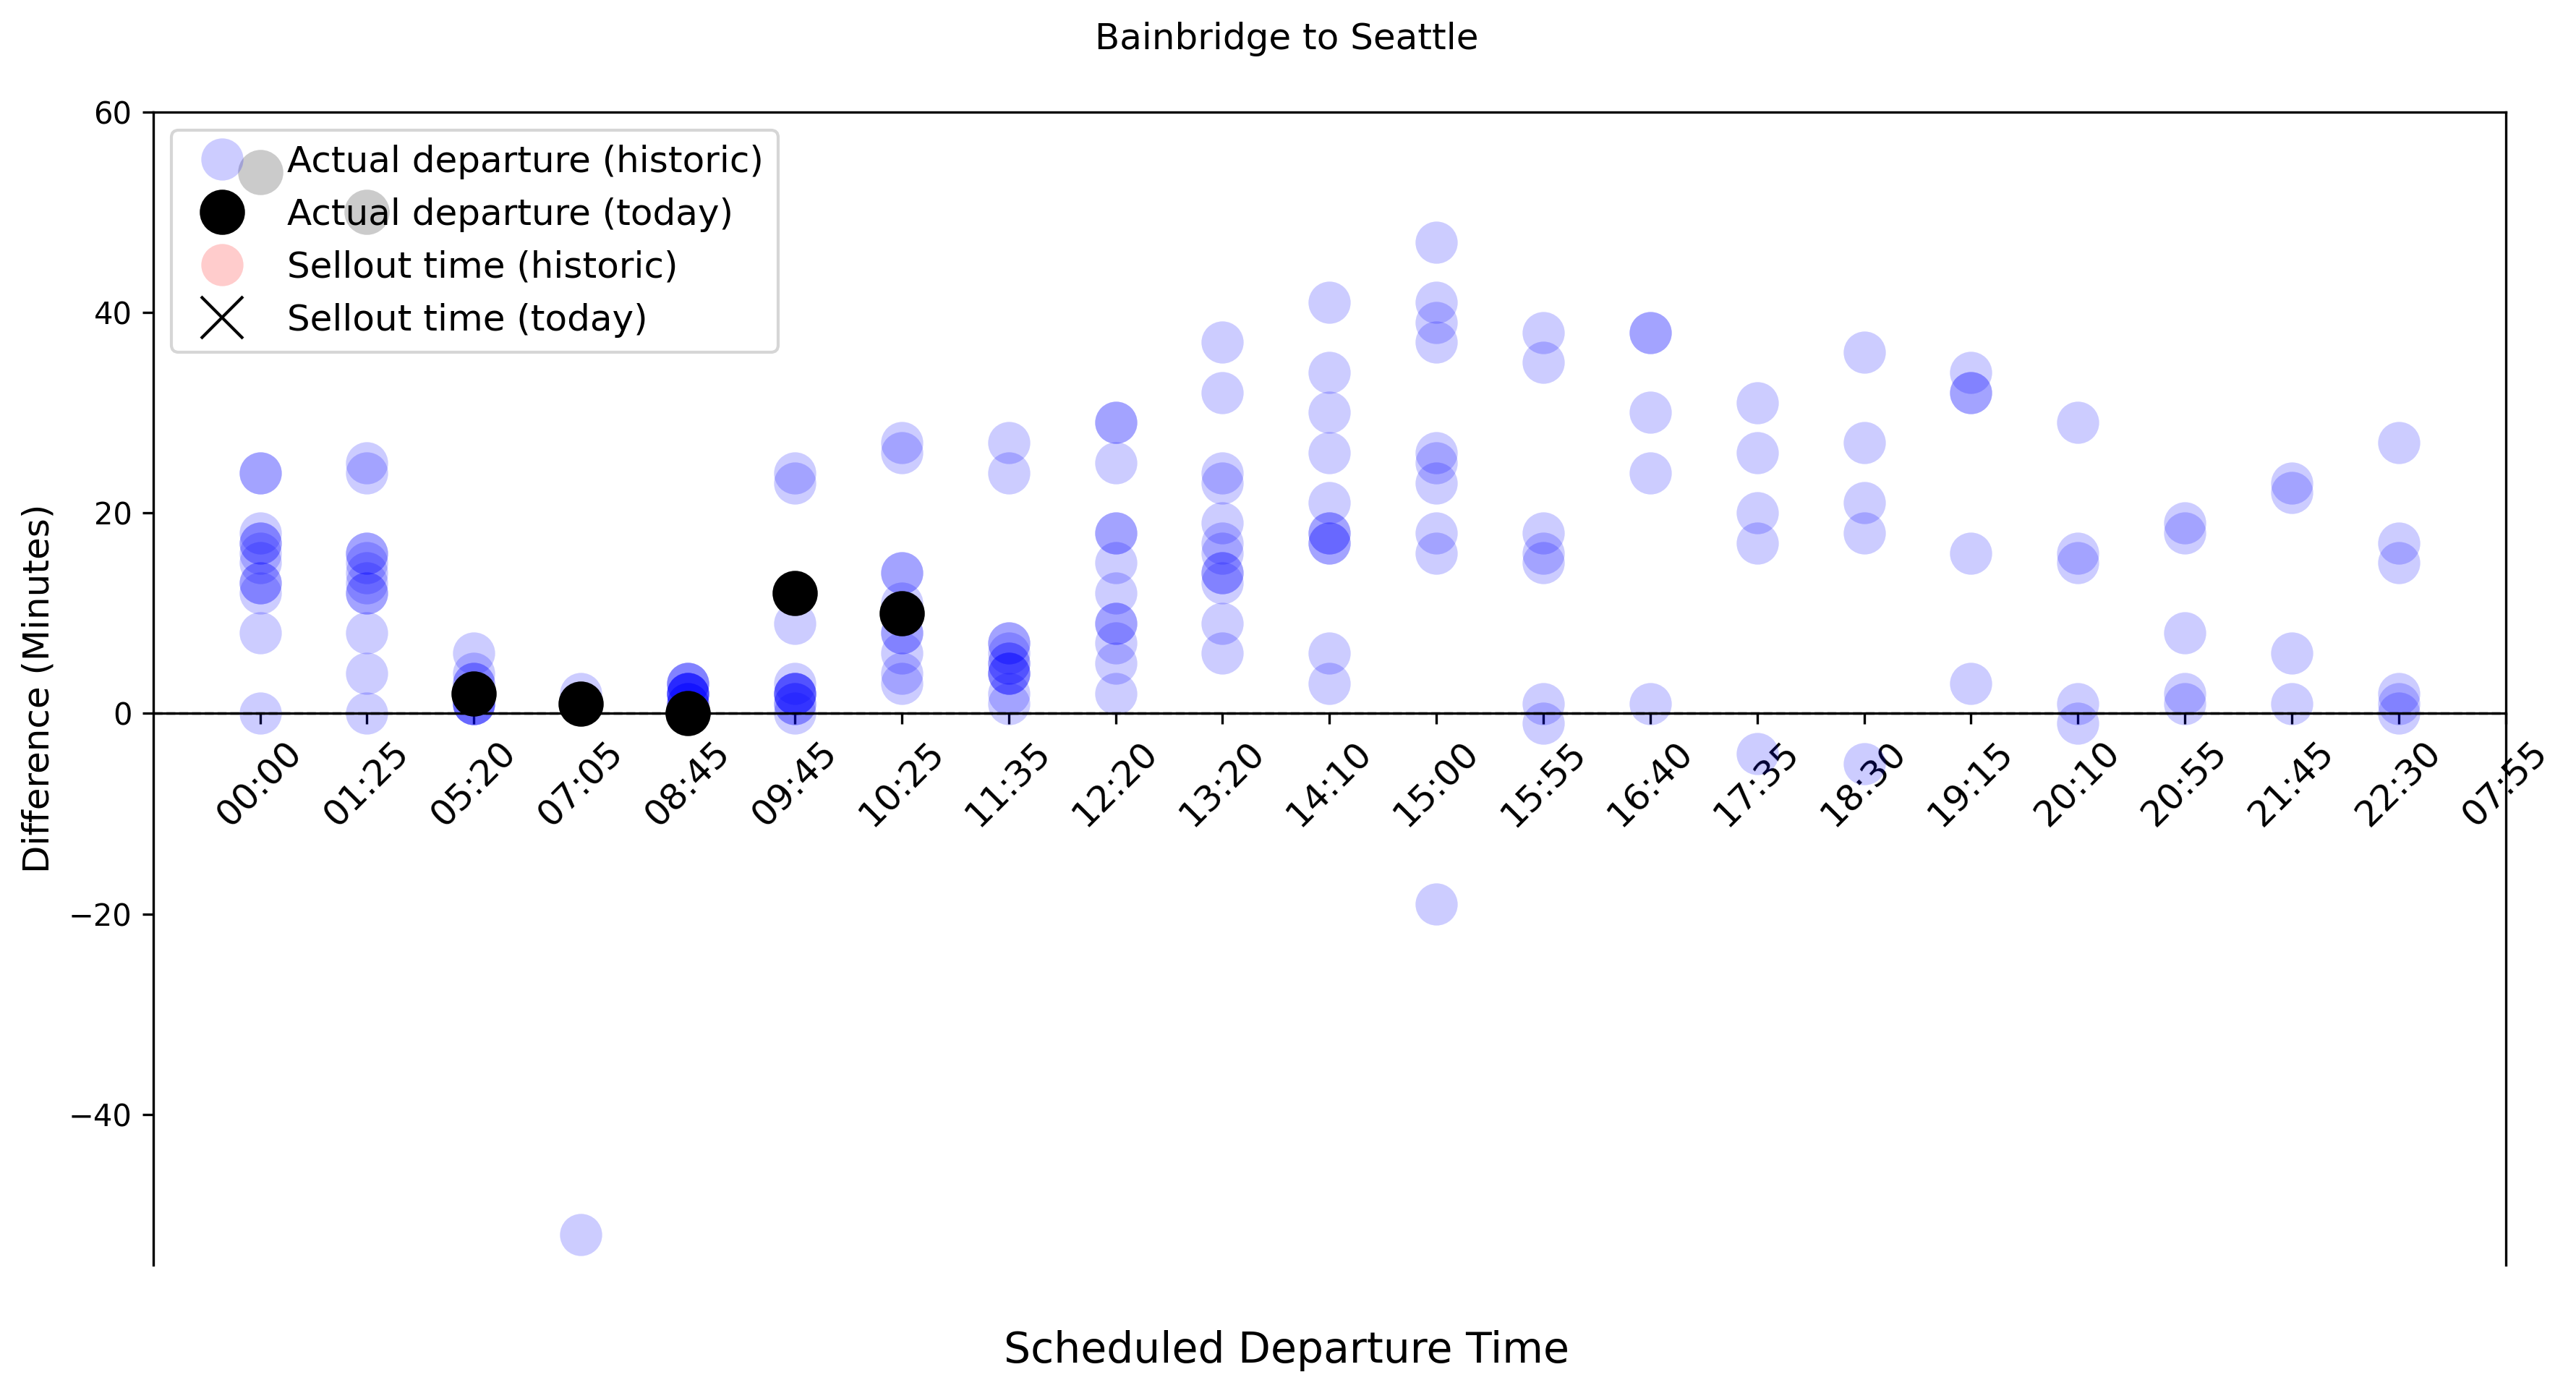 Bainbridge to Seattle
60
Actual departure (historic)
Actual departure (today)
Sellout time (historic)
Sellout time (today)
40
20
0
−20
−40
Difference (Minutes)
00:00 01:25 05:20 07:05 08:45 09:45 10:25 11:35 12:20 13:20 14:10 15:00 15:55 16:40 17:35 18:30 19:15 20:10 20:55 21:45 22:30 07:55
Scheduled Departure Time